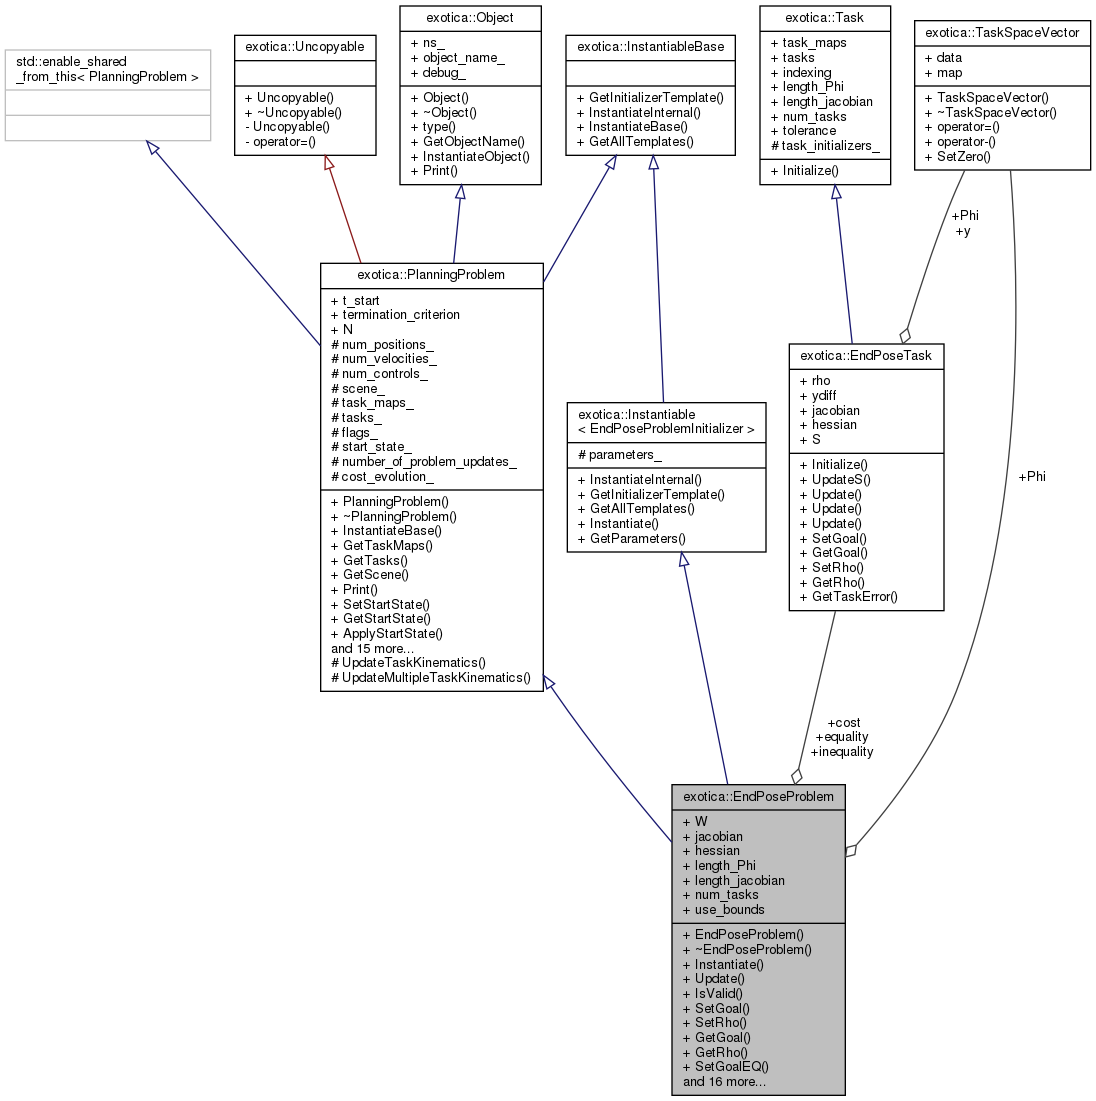 std::enable_shared
_from_this< PlanningProblem >
exotica::Uncopyable
+ Uncopyable()
+ ~Uncopyable()
- Uncopyable()
- operator=()
exotica::Object
+ ns_
+ object_name_
+ debug_
+ Object()
+ ~Object()
+ type()
+ GetObjectName()
+ InstantiateObject()
+ Print()
exotica::InstantiableBase
+ GetInitializerTemplate()
+ InstantiateInternal()
+ InstantiateBase()
+ GetAllTemplates()
exotica::Task
+ task_maps
+ tasks
+ indexing
+ length_Phi
+ length_jacobian
+ num_tasks
+ tolerance
# task_initializers_
+ Initialize()
exotica::TaskSpaceVector
+ data
+ map
+ TaskSpaceVector()
+ ~TaskSpaceVector()
+ operator=()
+ operator-()
+ SetZero()
+Phi
+y
exotica::PlanningProblem
+ t_start
+ termination_criterion
+ N
# num_positions_
# num_velocities_
# num_controls_
# scene_
# task_maps_
# tasks_
# flags_
# start_state_
# number_of_problem_updates_
# cost_evolution_
+ PlanningProblem()
+ ~PlanningProblem()
+ InstantiateBase()
+ GetTaskMaps()
+ GetTasks()
+ GetScene()
+ Print()
+ SetStartState()
+ GetStartState()
+ ApplyStartState()
and 15 more...
# UpdateTaskKinematics()
# UpdateMultipleTaskKinematics()
exotica::Instantiable
< EndPoseProblemInitializer >
# parameters_
+ InstantiateInternal()
+ GetInitializerTemplate()
+ GetAllTemplates()
+ Instantiate()
+ GetParameters()
exotica::EndPoseTask
+ rho
+ ydiff
+ jacobian
+ hessian
+ S
+ Initialize()
+ UpdateS()
+ Update()
+ Update()
+ Update()
+ SetGoal()
+ GetGoal()
+ SetRho()
+ GetRho()
+ GetTaskError()
+Phi
+cost
+equality
+inequality
exotica::EndPoseProblem
+ W
+ jacobian
+ hessian
+ length_Phi
+ length_jacobian
+ num_tasks
+ use_bounds
+ EndPoseProblem()
+ ~EndPoseProblem()
+ Instantiate()
+ Update()
+ IsValid()
+ SetGoal()
+ SetRho()
+ GetGoal()
+ GetRho()
+ SetGoalEQ()
and 16 more...